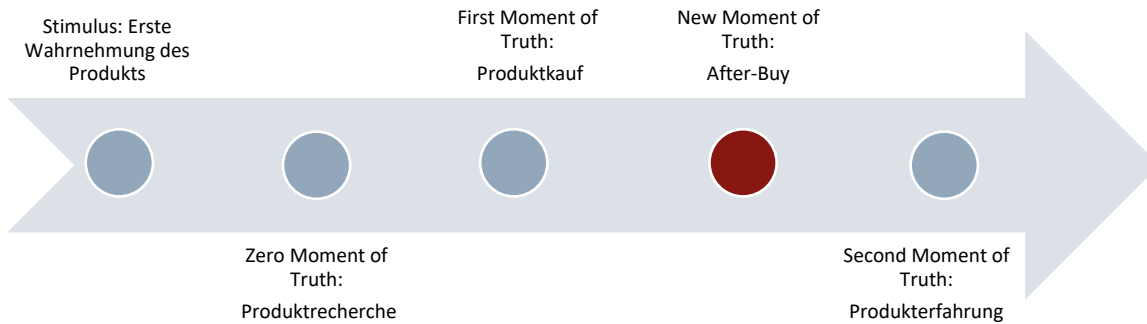 Stimulus: Erste
Wahrnehmung des
Produkts
Zero Moment of
Truth:
Produktrecherche
First Moment of
Truth:
Produktkauf
New Moment of
Truth:
After-Buy
Second Moment of
Truth:
Produkterfahrung